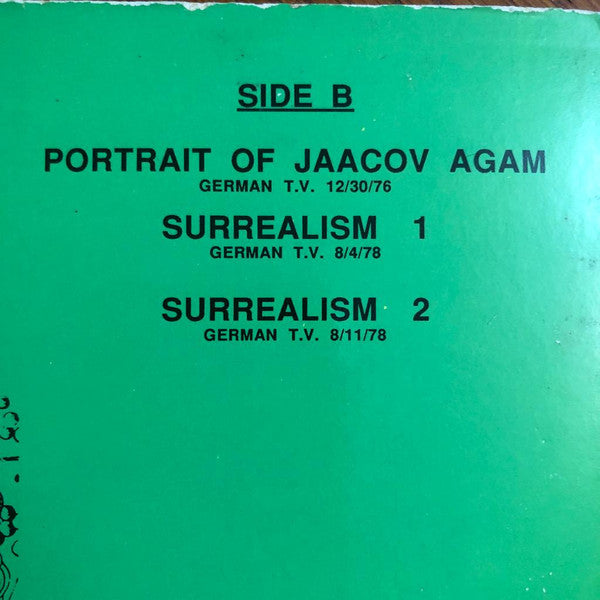 SIDE B
PORTRAIT OF JAACOV AGAM
GERMAN T.V. 12/30/76
SURREALISM 1
GERMAN T.V. 8/4/78
SURREALISM 2
GERMAN T.V. 8/11/78